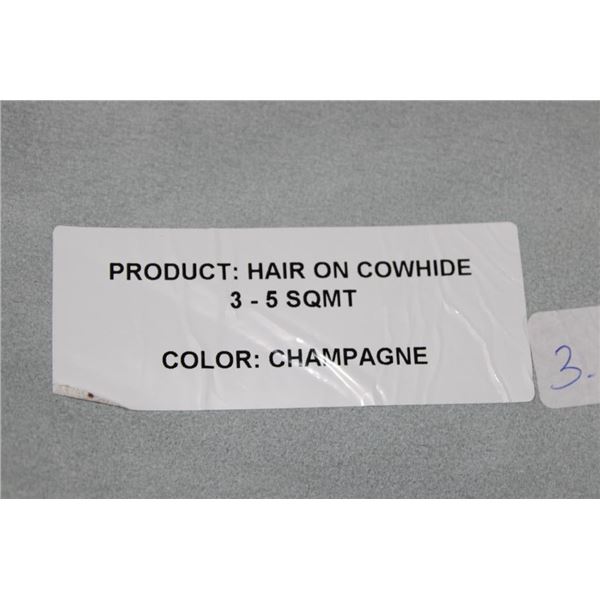 PRODUCT: HAIR ON COWHIDE
3 - 5 SQMT
COLOR: CHAMPAGNE
3.